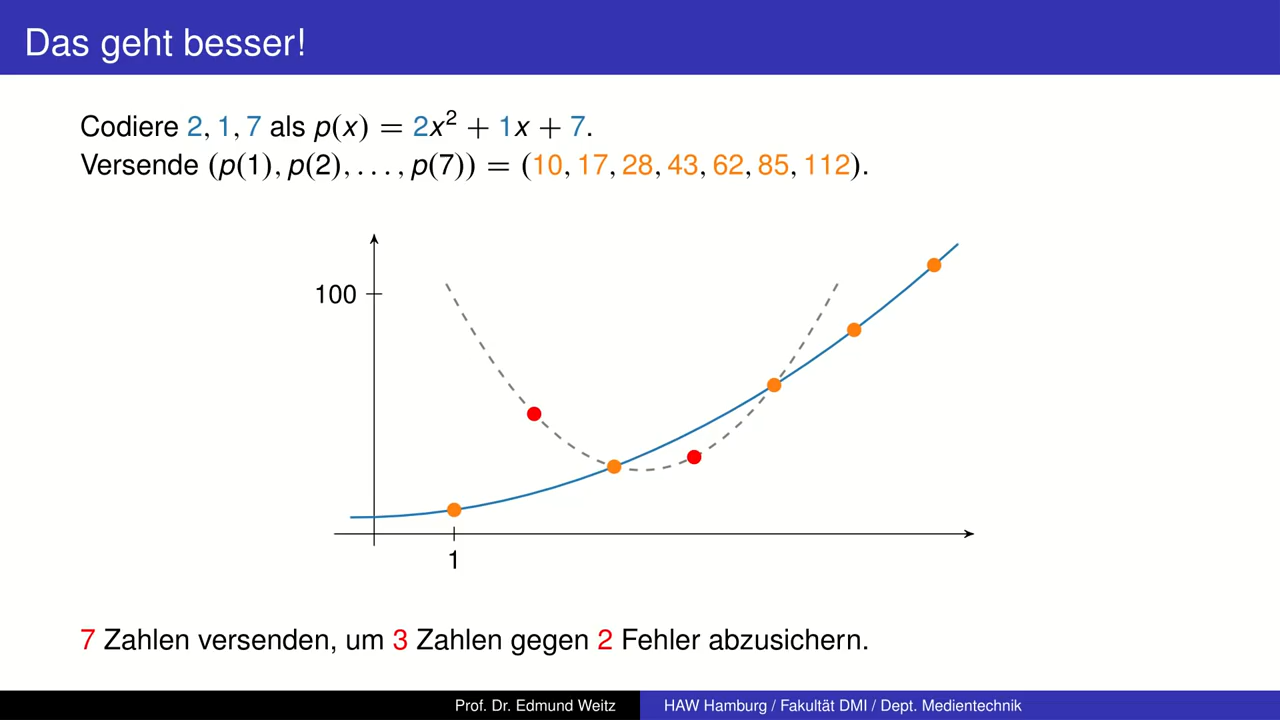 Das geht besser!
Codiere 2, 1, 7 als p(x) = 2x² + 1x + 7.
Versende (p(1), p(2), . . . , p(7)) = (10, 17, 28, 43, 62, 85, 112).
100
1
7 Zahlen versenden, um 3 Zahlen gegen 2 Fehler abzusichern.
Prof. Dr. Edmund Weitz HAW Hamburg / Fakultät DMI / Dept. Medientechnik